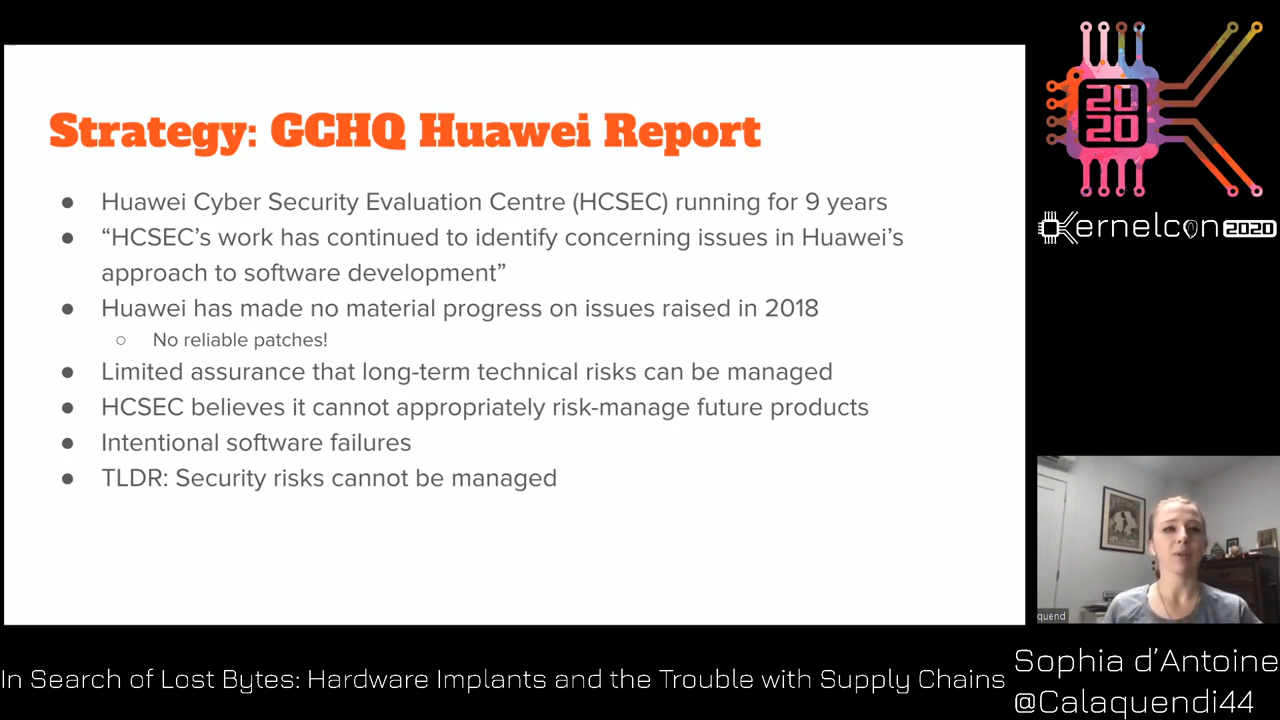 Strategy: GCHQ Huawei Report
● Huawei Cyber Security Evaluation Centre (HCSEC) running for 9 years
● “HCSEC’s work has continued to identify concerning issues in Huawei’s
approach to software development”
● Huawei has made no material progress on issues raised in 2018
○ No reliable patches!
● Limited assurance that long-term technical risks can be managed
● HCSEC believes it cannot appropriately risk-manage future products
● Intentional software failures
● TLDR: Security risks cannot be managed
20
20
Kernelcon 2020
quend
In Search of Lost Bytes: Hardware Implants and the Trouble with Supply Chains
Sophia d’Antoine
@Calaquendi44